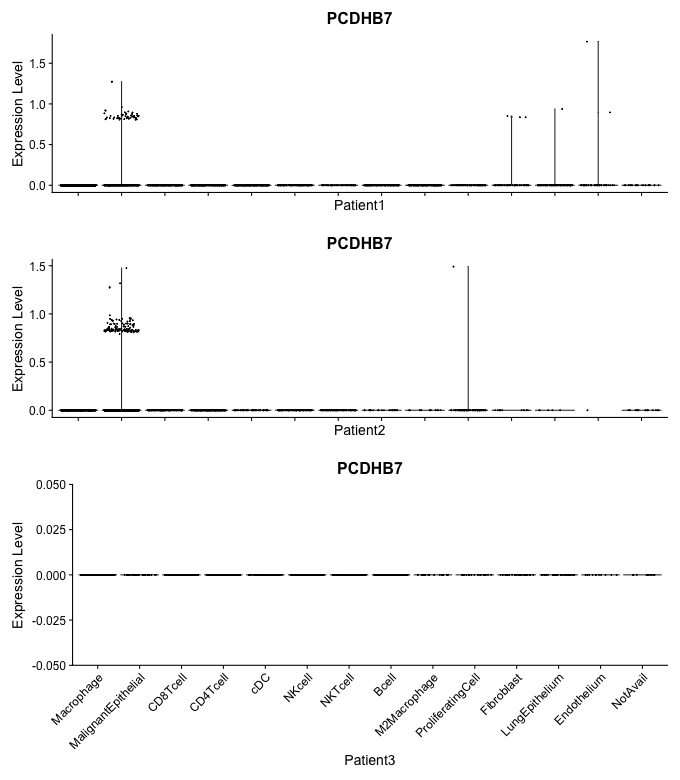 PCDHB7
Expression Level
1.5
1.0
0.5
0.0
Patient1
PCDHB7
Expression Level
1.5
1.0
0.5
0.0
Patient2
PCDHB7
Expression Level
0.050
0.025
0.000
-0.025
-0.050
Macrophage
MalignantEpithelial
CD8Tcell
CD4Tcell
cDC
NKcell
NKTcell
Bcell
M2Macrophage
ProliferatingCell
Fibroblast
LungEpithelium
Endothelium
NotAvail
Patient3